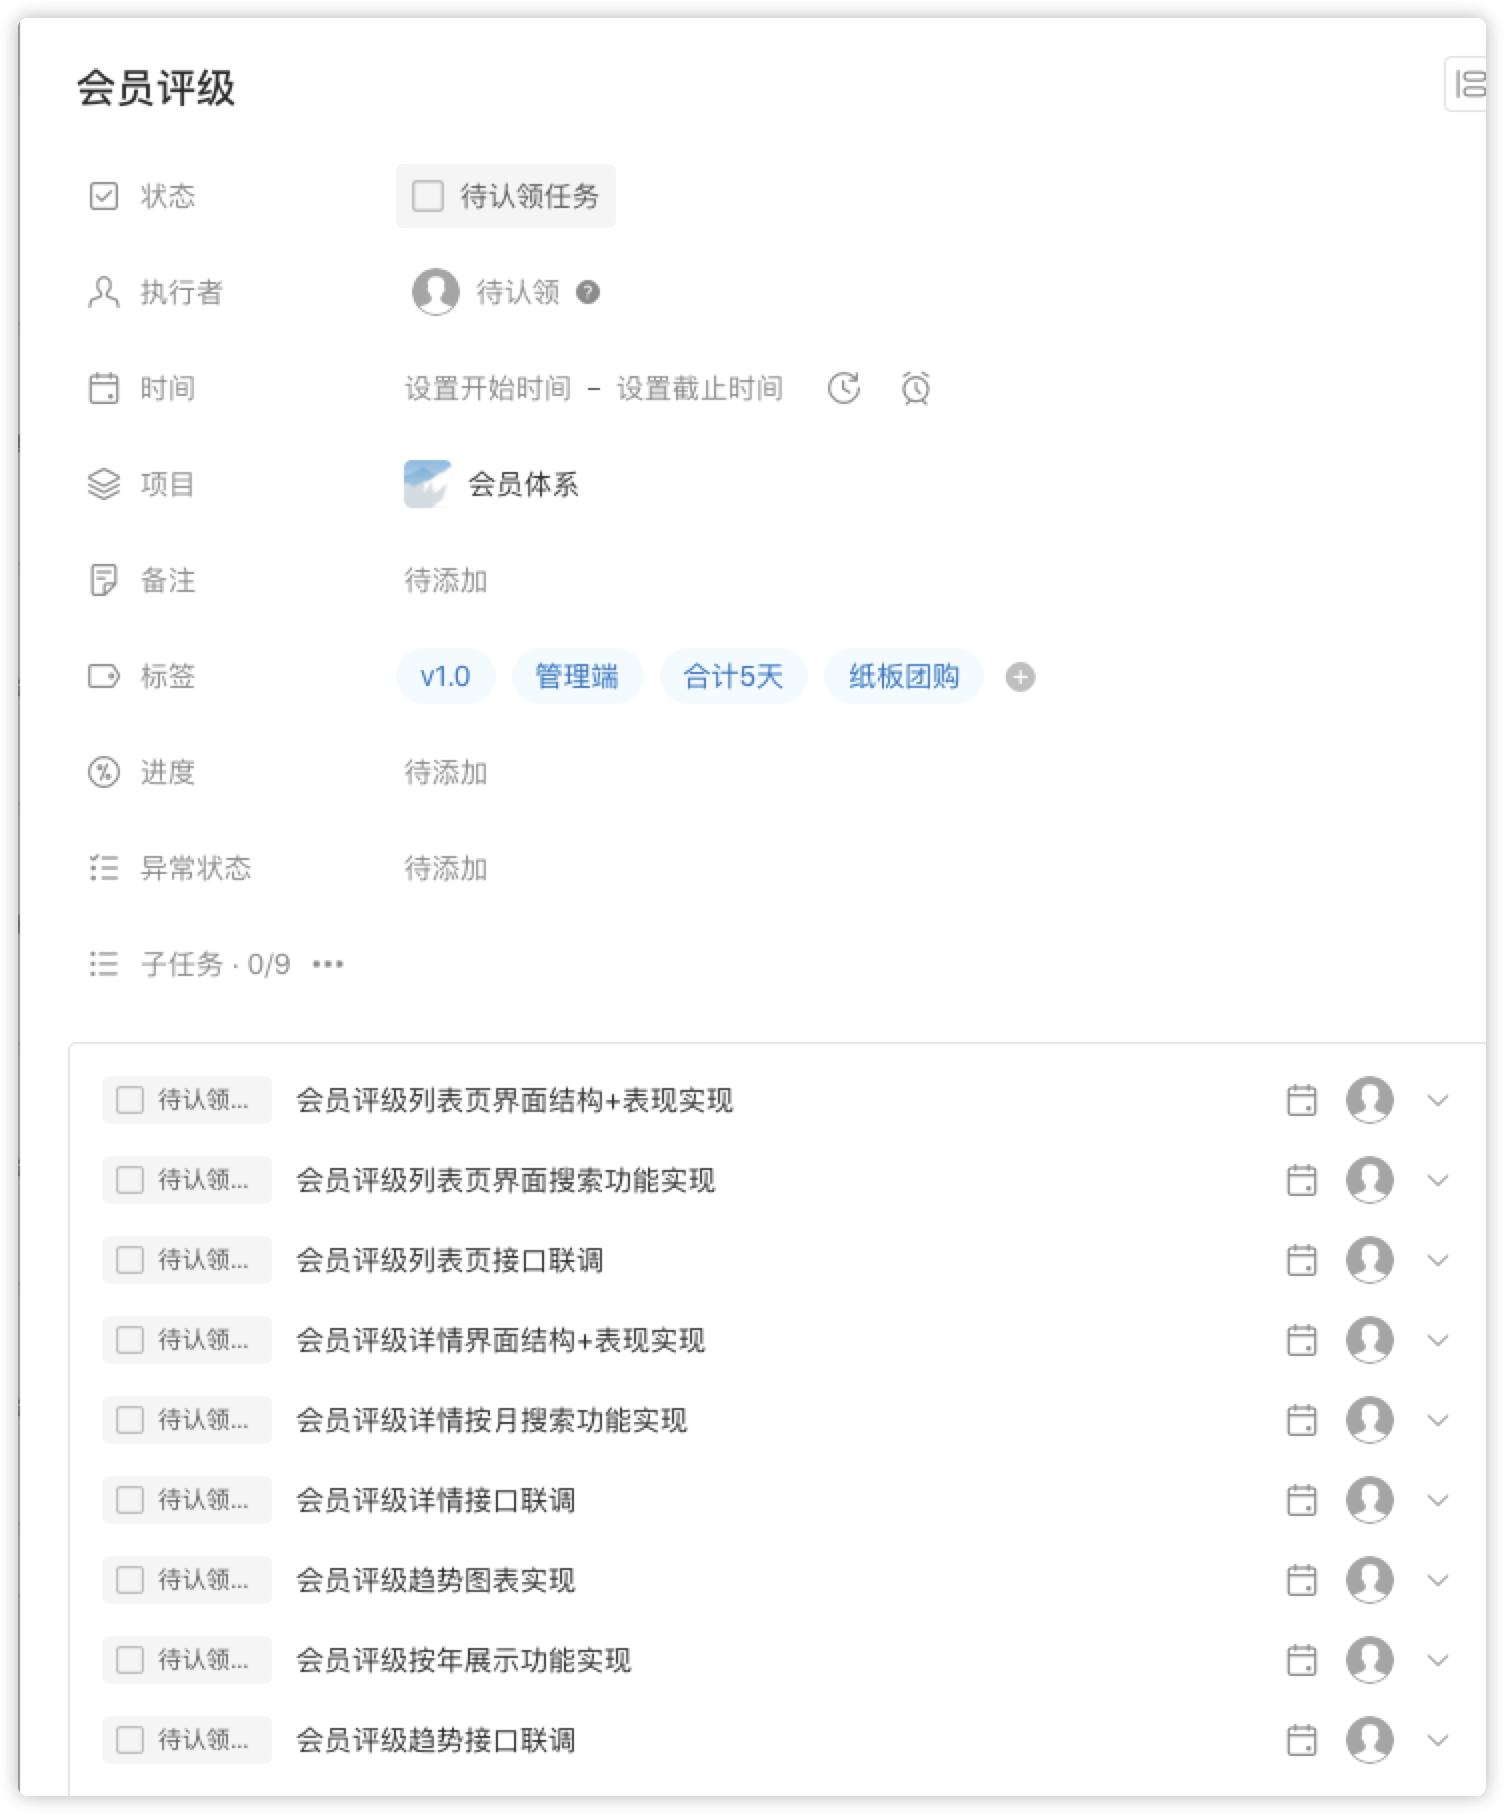 会员评级
状态 待认领任务
执行者 待认领 ?
时间 设置开始时间 – 设置截止时间
项目 会员体系
备注 待添加
标签 v1.0 管理端 合计5天 纸板团购
进度 待添加
异常状态 待添加
子任务 · 0/9 •••
待认领... 会员评级列表页界面结构+表现实现
待认领... 会员评级列表页界面搜索功能实现
待认领... 会员评级列表页接口联调
待认领... 会员评级详情界面结构+表现实现
待认领... 会员评级详情按月搜索功能实现
待认领... 会员评级详情接口联调
待认领... 会员评级趋势图表实现
待认领... 会员评级按年展示功能实现
待认领... 会员评级趋势接口联调